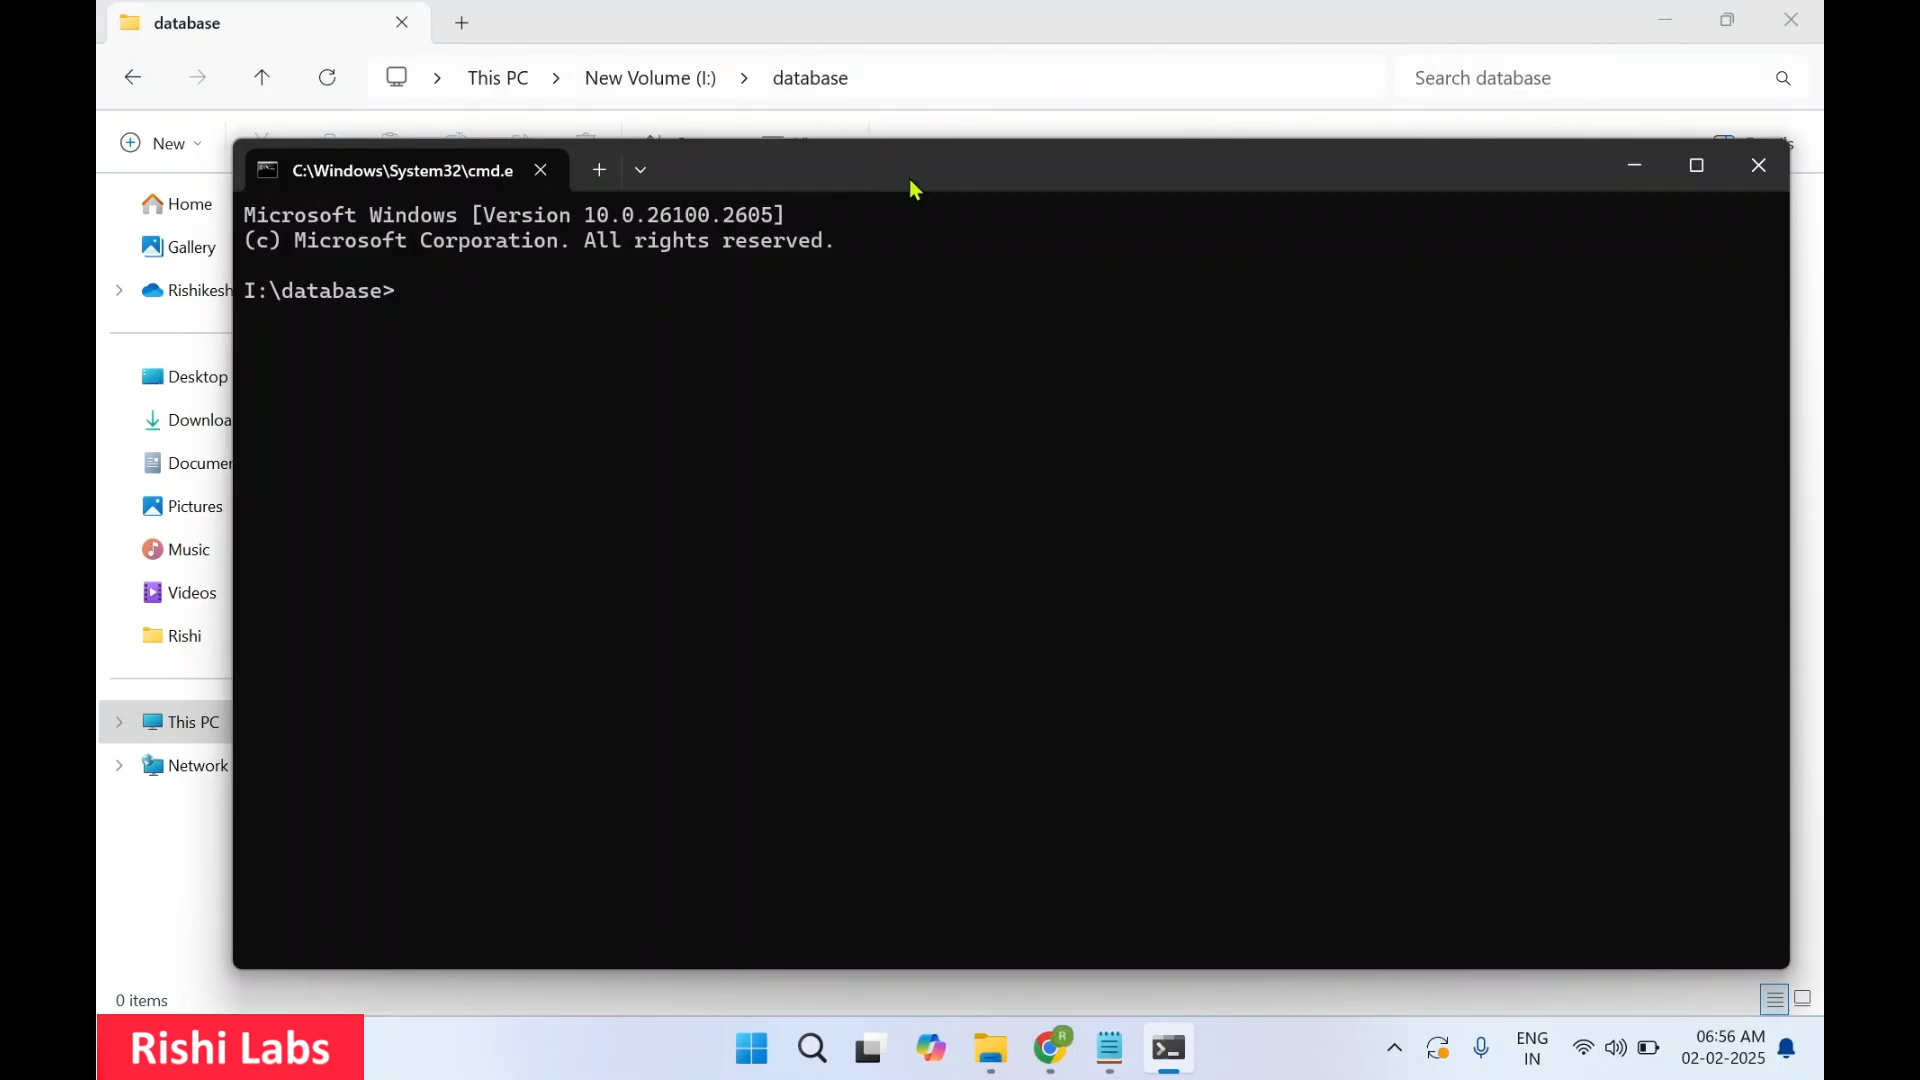 database
This PC > New Volume (I:) > database
Search database
New
C:\Windows\System32\cmd.e
Microsoft Windows [Version 10.0.26100.2605]
(c) Microsoft Corporation. All rights reserved.
I:\database>
Home
Gallery
Rishikesh
Desktop
Downloa
Documer
Pictures
Music
Videos
Rishi
This PC
Network
0 items
Rishi Labs
R
ENG
IN
06:56 AM
02-02-2025